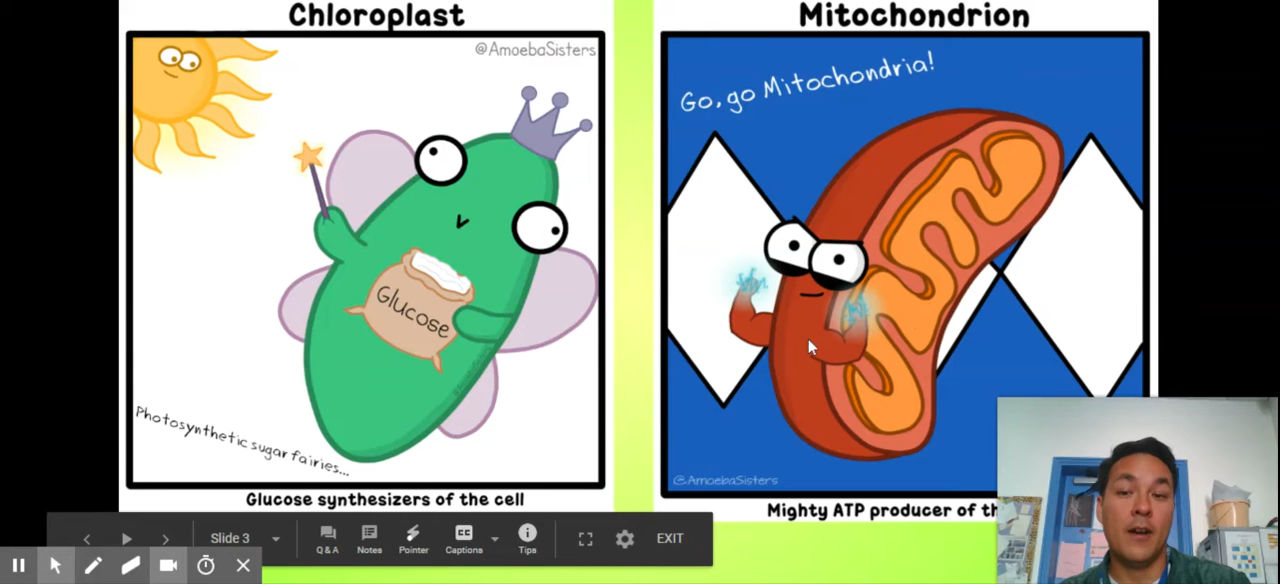 Chloroplast
@AmoebaSisters
Glucose
Photosynthetic sugar fairies...
Glucose synthesizers of the cell
Mitochondrion
Go, go Mitochondria!
@AmoebaSisters
Mighty ATP producer of th
Slide 3
Q & A
Notes
Pointer
CC
Captions
Tips
EXIT